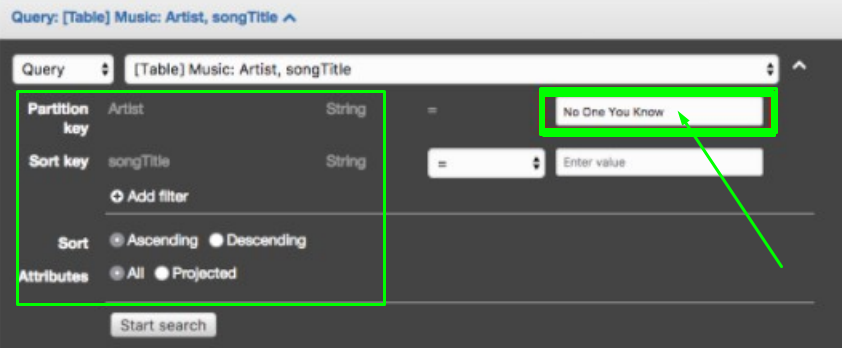 Query: [Table] Music: Artist, songTitle
Query [Table] Music: Artist, songTitle
Partition key Artist String = No One You Know
Sort key songTitle String = Enter value
Add filter
Sort Ascending Descending
Attributes All Projected
Start search